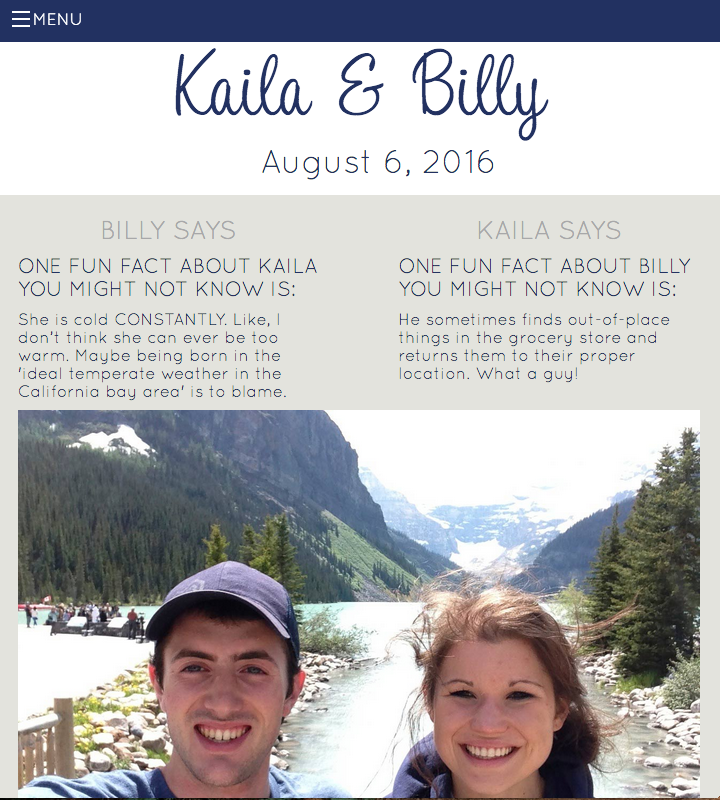 MENU
Kaila & Billy
August 6, 2016
BILLY SAYS
ONE FUN FACT ABOUT KAILA
YOU MIGHT NOT KNOW IS:
She is cold CONSTANTLY. Like, I
don't think she can ever be too
warm. Maybe being born in the
'ideal temperate weather in the
California bay area' is to blame.
KAILA SAYS
ONE FUN FACT ABOUT BILLY
YOU MIGHT NOT KNOW IS:
He sometimes finds out-of-place
things in the grocery store and
returns them to their proper
location. What a guy!